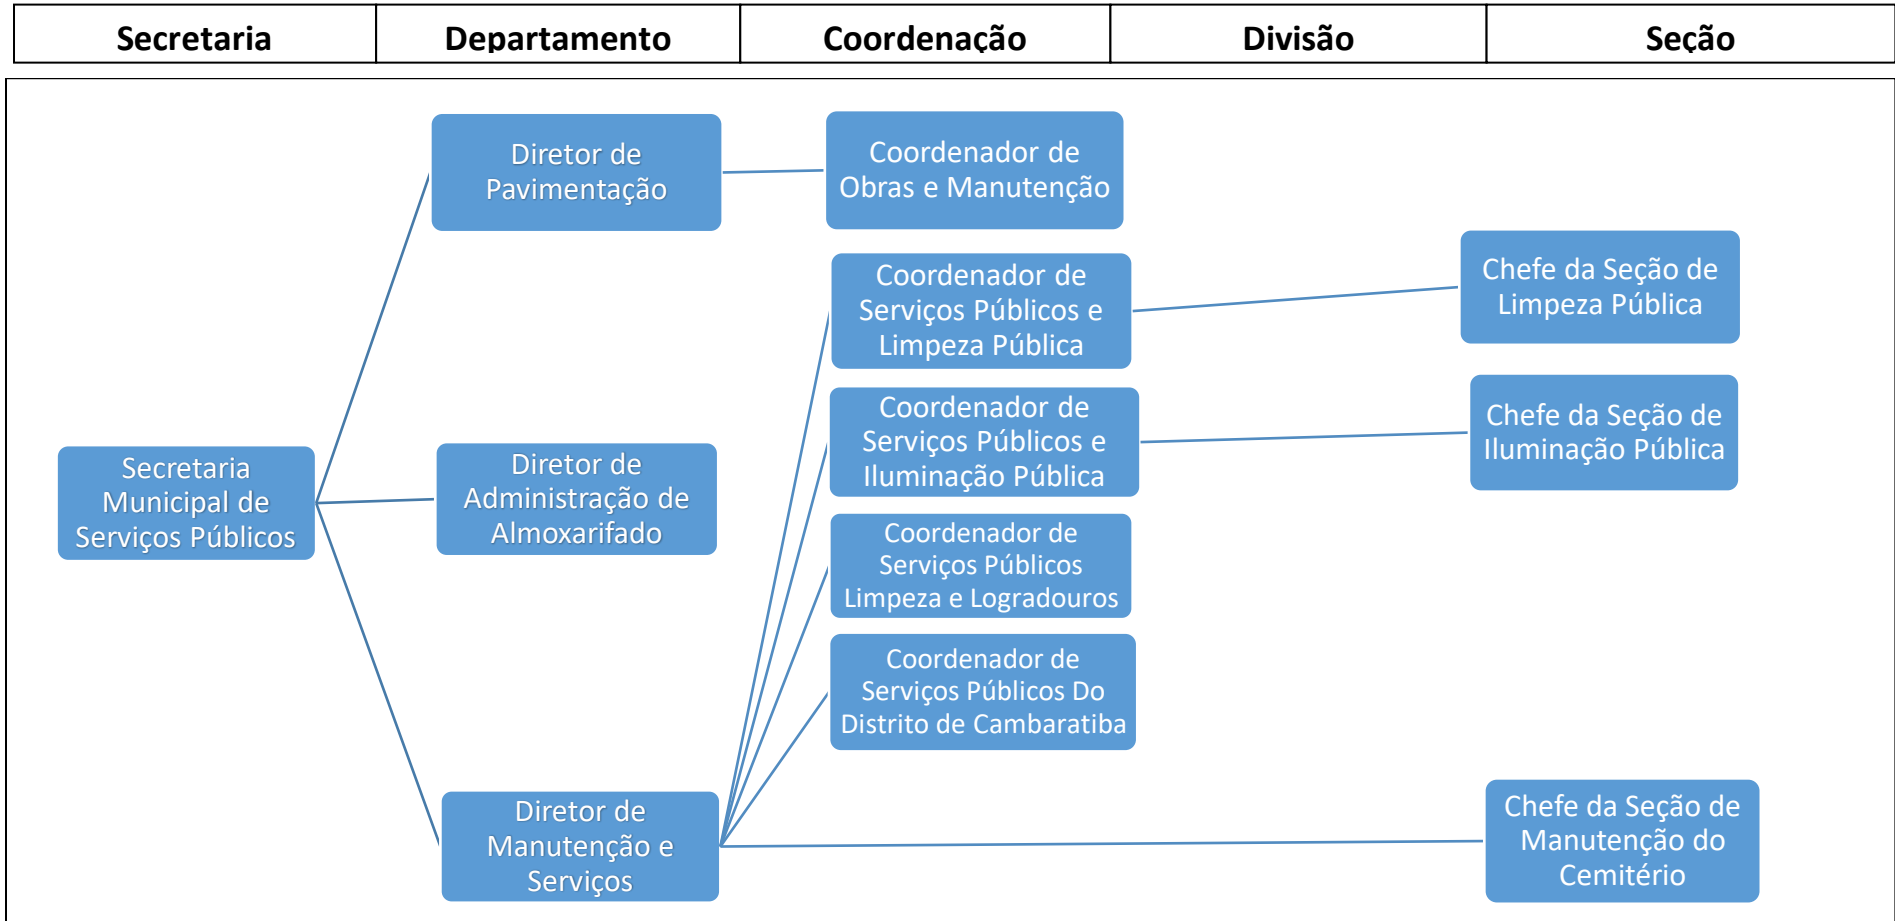 Secretaria
Departamento
Coordenação
Divisão
Seção
Diretor de
Pavimentação
Coordenador de
Obras e Manutenção
Coordenador de
Serviços Públicos e
Limpeza Pública
Chefe da Seção de
Limpeza Pública
Coordenador de
Serviços Públicos e
Iluminação Pública
Chefe da Seção de
Iluminação Pública
Secretaria
Municipal de
Serviços Públicos
Diretor de
Administração de
Almoxarifado
Coordenador de
Serviços Públicos
Limpeza e Logradouros
Coordenador de
Serviços Públicos Do
Distrito de Cambaratiba
Diretor de
Manutenção e
Serviços
Chefe da Seção de
Manutenção do
Cemitério